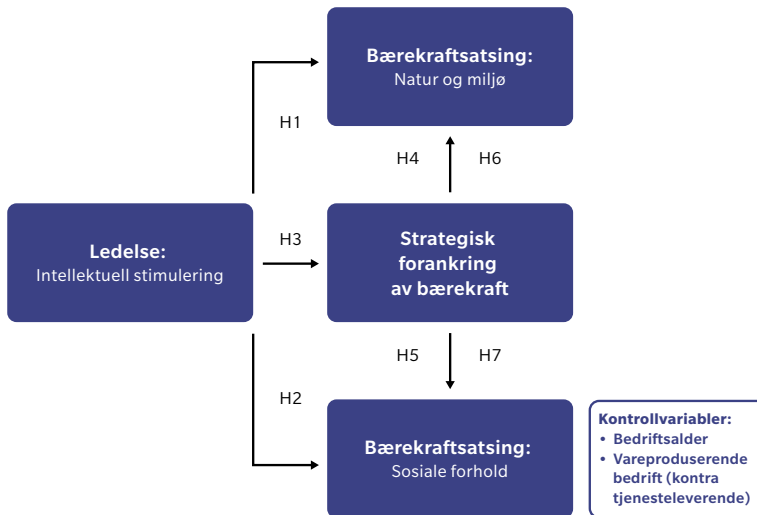 Bærekraftsatsing:
Natur og miljø
H1
H4
H6
Ledelse:
Intellektuell stimulering
H3
Strategisk
forankring
av bærekraft
H5
H7
H2
Bærekraftsatsing:
Sosiale forhold
Kontrollvariabler:
• Bedriftsalder
• Vareproduserende
bedrift (kontra
tjenesteleverende)